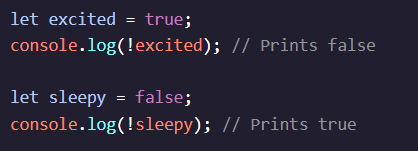 let excited = true;
console.log(!excited); // Prints false
let sleepy = false;
console.log(!sleepy); // Prints true